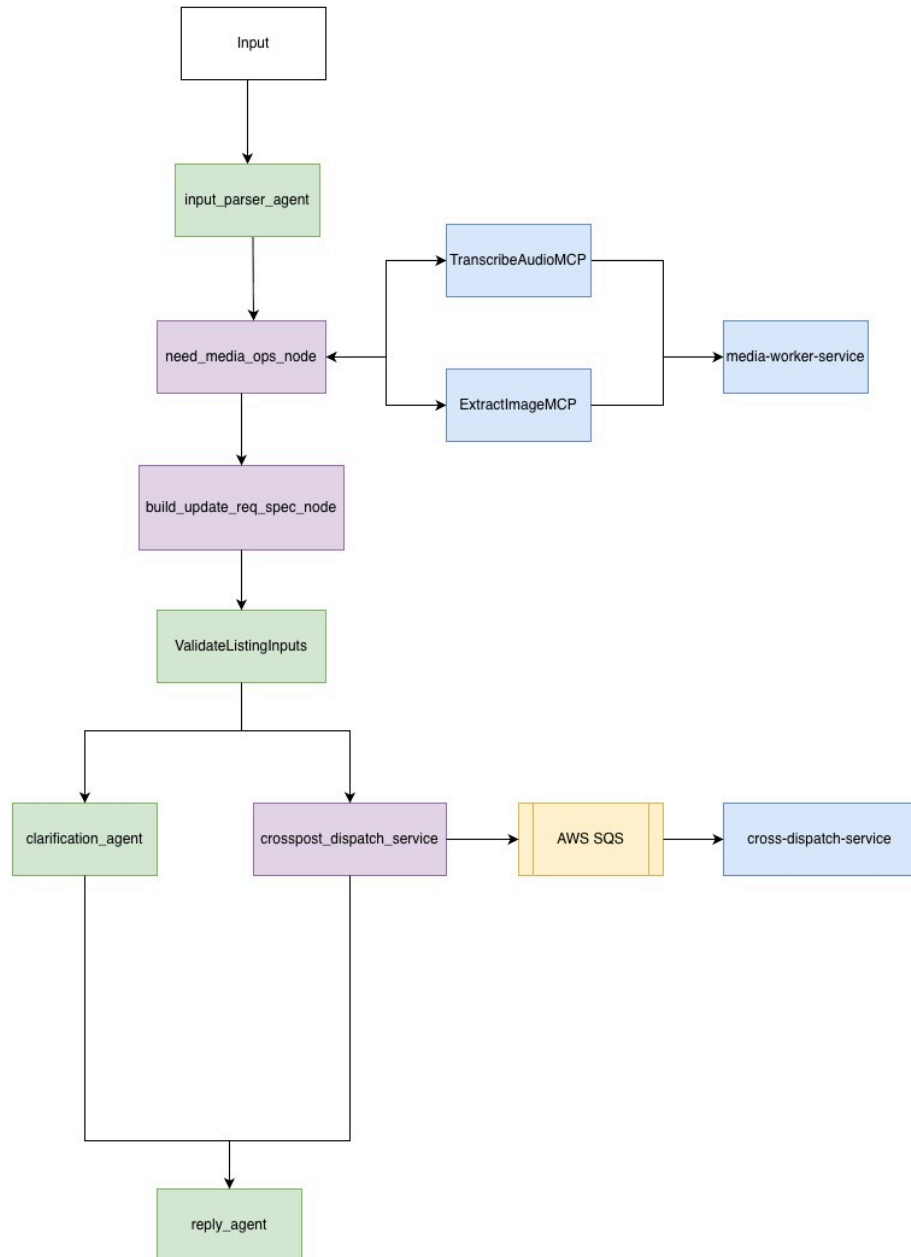 Input
input_parser_agent
TranscribeAudioMCP
need_media_ops_node
media-worker-service
ExtractImageMCP
build_update_req_spec_node
ValidateListingInputs
clarification_agent
crosspost_dispatch_service
AWS SQS
cross-dispatch-service
reply_agent